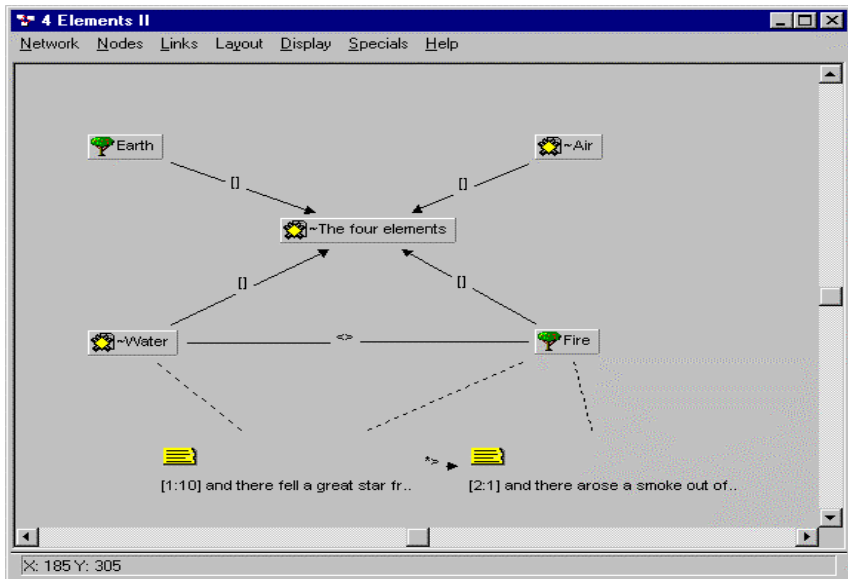 4 Elements II
Network Nodes Links Layout Display Specials Help
Earth
~Air
[]
[]
~The four elements
[]
[]
~Water
<>
Fire
*>
[1:10] and there fell a great star fr..
[2:1] and there arose a smoke out of..
X: 185 Y: 305